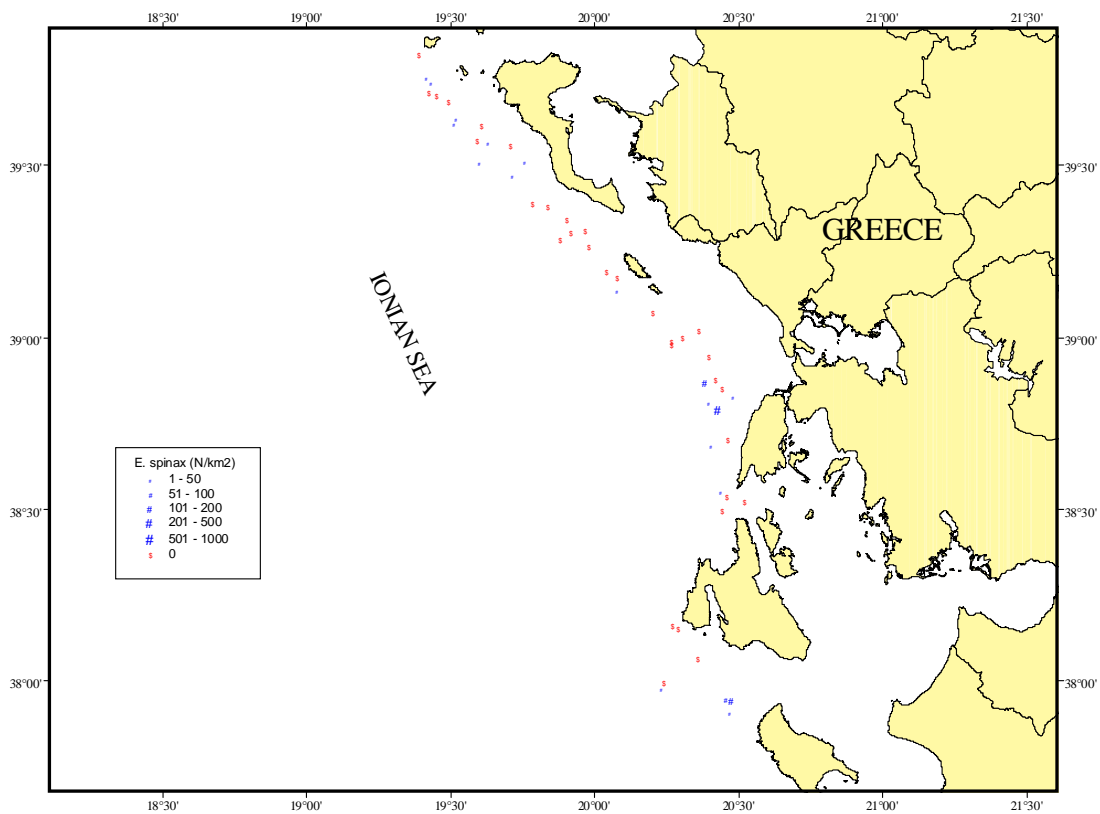 18°30' 19°00' 19°30' 20°00' 20°30' 21°00' 21°30'
39°30' 39°30'
GREECE
IONIAN SEA
39°00' 39°00'
E. spinax (N/km2)
# 1 - 50
# 51 - 100
# 101 - 200
# 201 - 500
# 501 - 1000
$ 0
38°30' 38°30'
38°00' 38°00'
18°30' 19°00' 19°30' 20°00' 20°30' 21°00' 21°30'